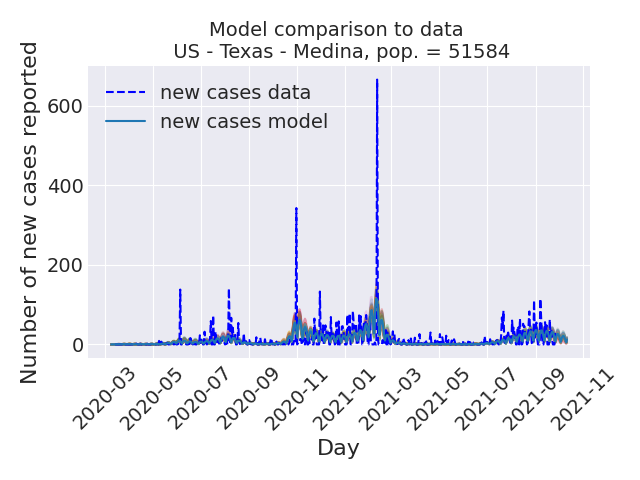 Model comparison to data
US - Texas - Medina, pop. = 51584
Number of new cases reported
600
400
200
0
new cases data
new cases model
2020-03
2020-05
2020-07
2020-09
2020-11
2021-01
2021-03
2021-05
2021-07
2021-09
2021-11
Day